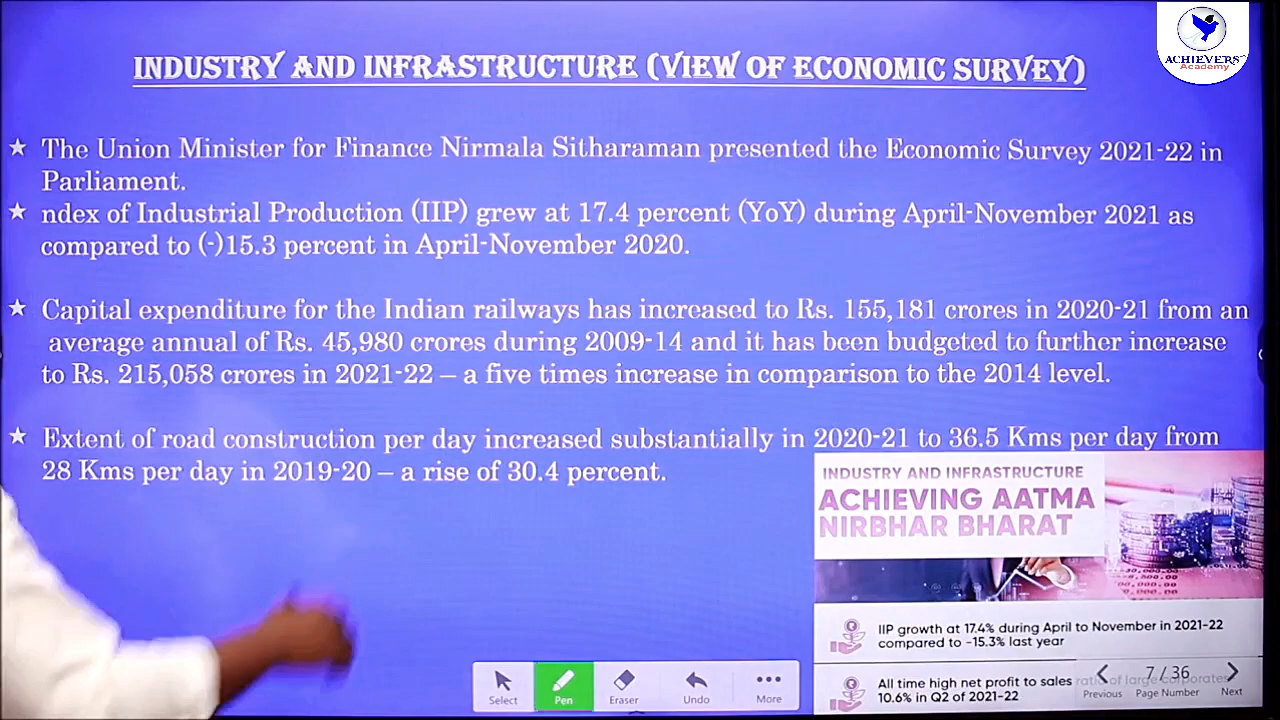 ACHIEVERS
Academy
INDUSTRY AND INFRASTRUCTURE (VIEW OF ECONOMIC SURVEY)
★ The Union Minister for Finance Nirmala Sitharaman presented the Economic Survey 2021-22 in
Parliament.
★ ndex of Industrial Production (IIP) grew at 17.4 percent (YoY) during April-November 2021 as
compared to (-)15.3 percent in April-November 2020.
★ Capital expenditure for the Indian railways has increased to Rs. 155,181 crores in 2020-21 from an
average annual of Rs. 45,980 crores during 2009-14 and it has been budgeted to further increase
to Rs. 215,058 crores in 2021-22 – a five times increase in comparison to the 2014 level.
★ Extent of road construction per day increased substantially in 2020-21 to 36.5 Kms per day from
28 Kms per day in 2019-20 – a rise of 30.4 percent.
INDUSTRY AND INFRASTRUCTURE
ACHIEVING AATMA
NIRBHAR BHARAT
IIP growth at 17.4% during April to November in 2021-22
compared to -15.3% last year
All time high net profit to sales ratio of large corporates
10.6% in Q2 of 2021-22
Select
Pen
Eraser
Undo
More
Previous
7 / 36
Page Number
Next